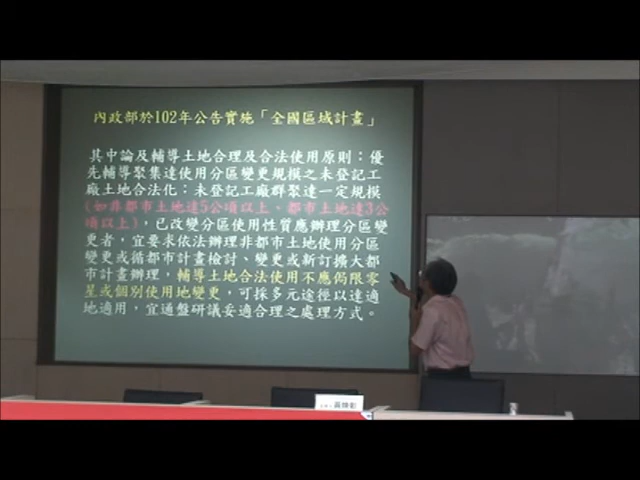 內政部於102年公告實施「全國區域計畫」
其中論及輔導土地合理及合法使用原則：優
先輔導聚集達使用分區變更規模之未登記工
廠土地合法化；未登記工廠群聚達一定規模
(如非都市土地達5公頃以上、都市土地達3公
頃以上)，已改變分區使用性質應辦理分區變
更者，宜要求依法辦理非都市土地使用分區
變更或循都市計畫檢討、變更或新訂擴大都
市計畫辦理，輔導土地合法使用不應侷限零
星或個別使用地變更，可採多元途徑以達適
地適用，宜通盤研議妥適合理之處理方式。